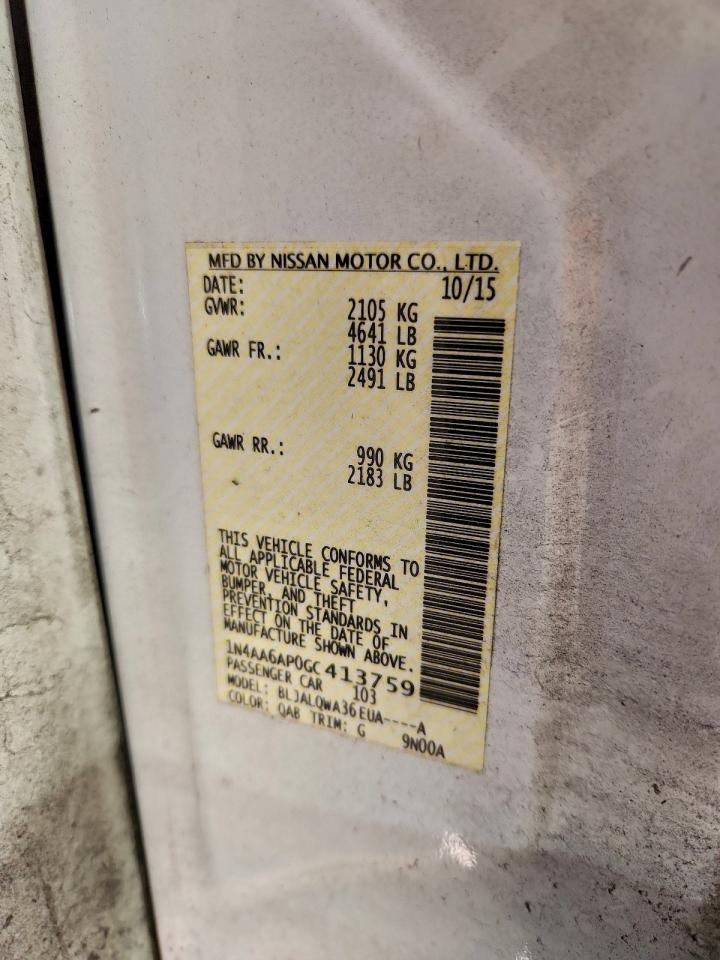 MFD BY NISSAN MOTOR CO., LTD.
DATE: 10/15
GVWR: 2105 KG
4641 LB
GAWR FR.: 1130 KG
2491 LB
GAWR RR.: 990 KG
2183 LB
THIS VEHICLE CONFORMS TO
ALL APPLICABLE FEDERAL
MOTOR VEHICLE SAFETY,
BUMPER, AND THEFT
PREVENTION STANDARDS IN
EFFECT ON THE DATE OF
MANUFACTURE SHOWN ABOVE.
1N4AA6AP0GC413759
PASSENGER CAR 103
MODEL: BLJALQWA36EUA----A
COLOR: QAB TRIM: G 9N00A